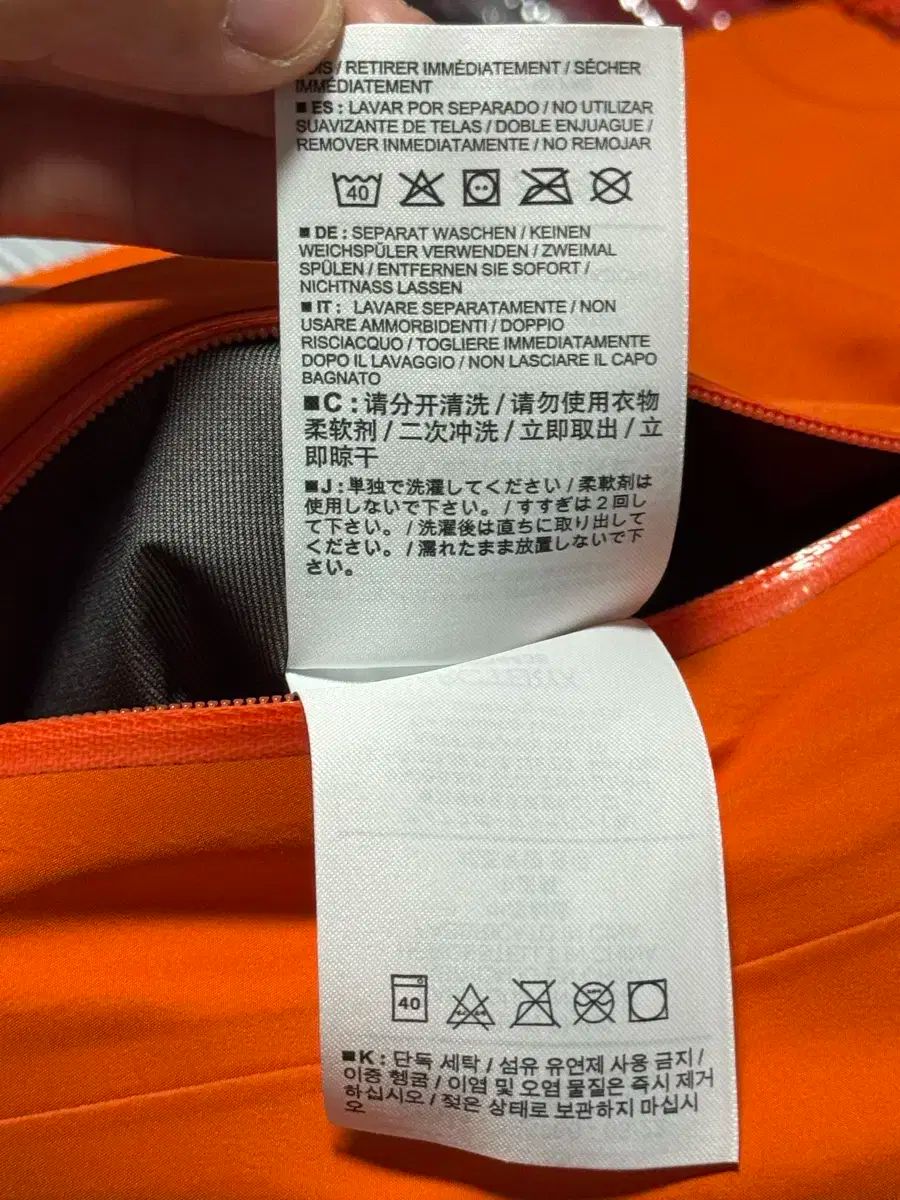 / RETIRER IMMÉDIATEMENT / SÉCHER
IMMÉDIATEMENT
■ ES : LAVAR POR SEPARADO / NO UTILIZAR
SUAVIZANTE DE TELAS / DOBLE ENJUAGUE /
REMOVER INMEDIATAMENTE / NO REMOJAR
40
■ DE : SEPARAT WASCHEN / KEINEN
WEICHSPÜLER VERWENDEN / ZWEIMAL
SPÜLEN / ENTFERNEN SIE SOFORT /
NICHTNASS LASSEN
■ IT : LAVARE SEPARATAMENTE / NON
USARE AMMORBIDENTI / DOPPIO
RISCIACQUO / TOGLIERE IMMEDIATAMENTE
DOPO IL LAVAGGIO / NON LASCIARE IL CAPO
BAGNATO
■C : 请分开清洗 / 请勿使用衣物
柔软剂 / 二次冲洗 / 立即取出 / 立
即晾干
■J : 単独で洗濯してください / 柔軟剤は
使用しないで下さい。 / すすぎは2回し
て下さい。 / 洗濯後は直ちに取り出して
ください。 / 濡れたまま放置しないで下
さい。
40
■K : 단독 세탁 / 섬유 유연제 사용 금지 /
이중 헹굼 / 이염 및 오염 물질은 즉시 제거
하십시오 / 젖은 상태로 보관하지 마십시
오